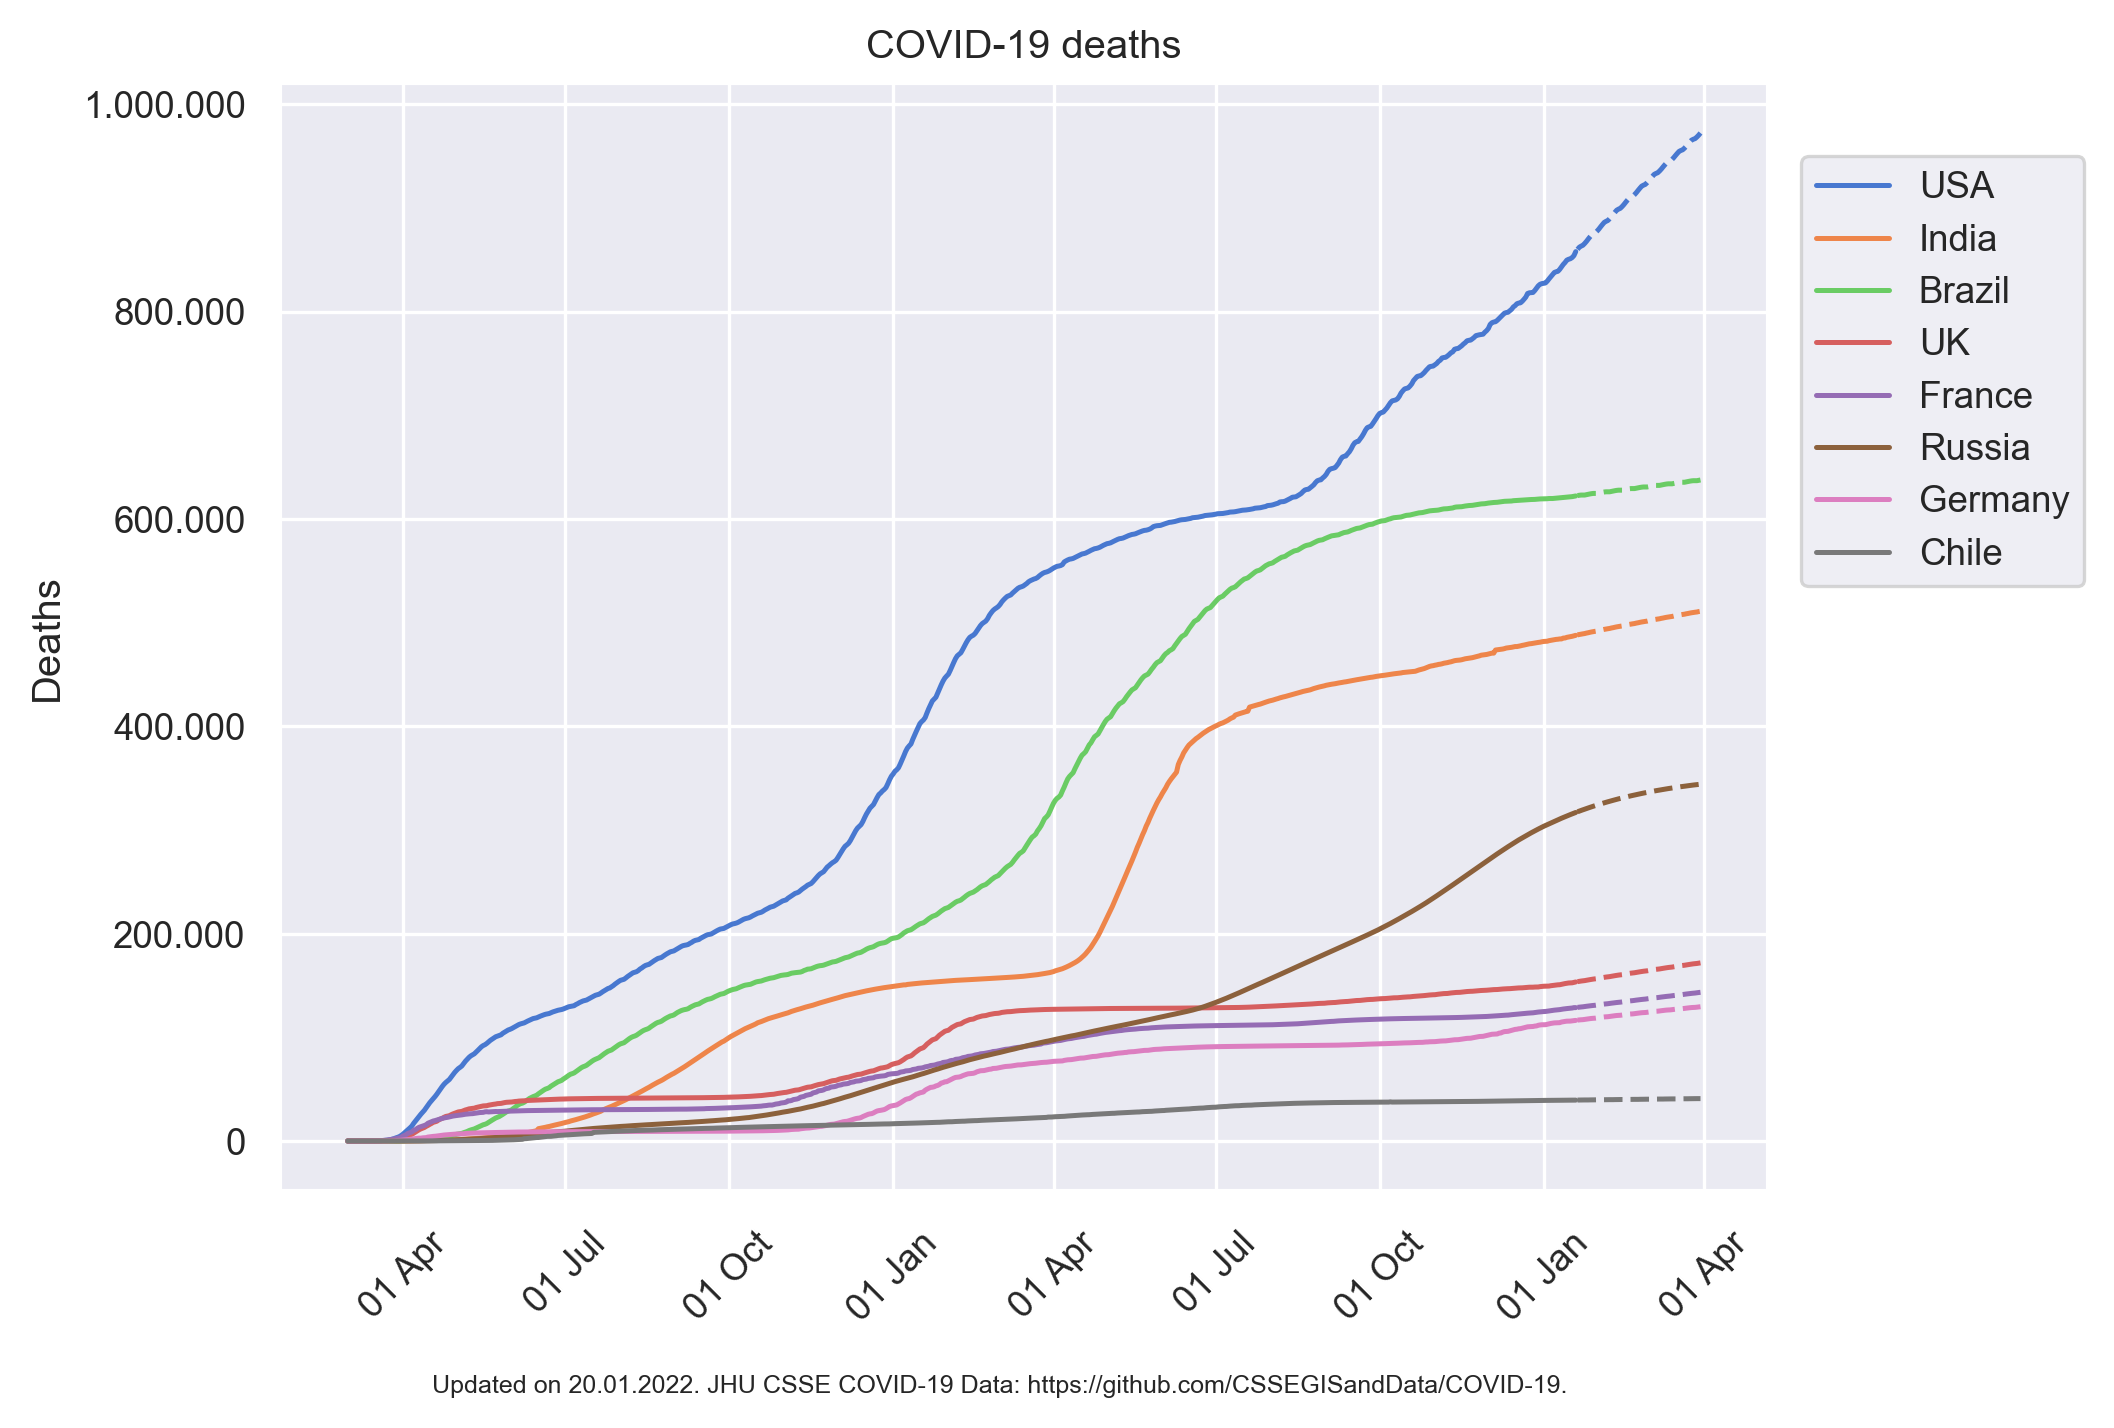 COVID-19 deaths
1.000.000
800.000
600.000
400.000
200.000
0
Deaths
01 Apr
01 Jul
01 Oct
01 Jan
01 Apr
01 Jul
01 Oct
01 Jan
01 Apr
USA
India
Brazil
UK
France
Russia
Germany
Chile
Updated on 20.01.2022. JHU CSSE COVID-19 Data: https://github.com/CSSEGISandData/COVID-19.